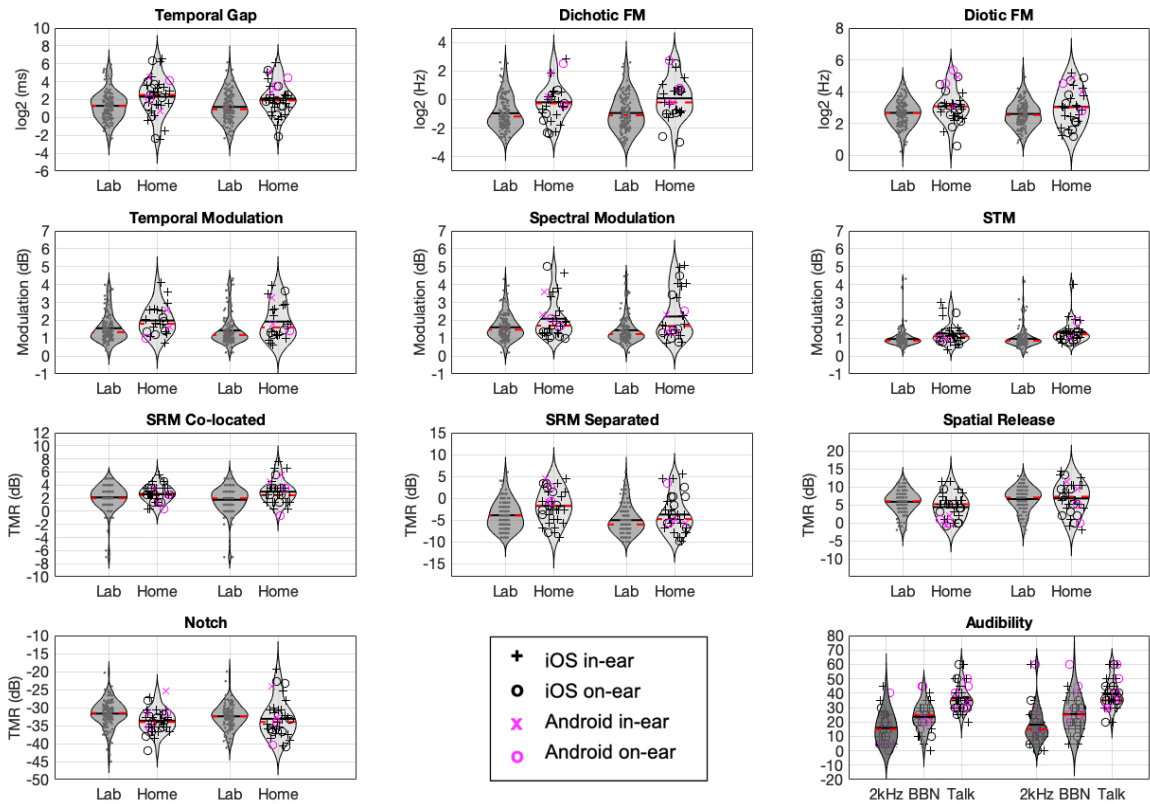 Temporal Gap
log2 (ms)
10
8
6
4
2
0
-2
-4
-6
Lab Home Lab Home
Dichotic FM
log2 (Hz)
4
2
0
-2
-4
Lab Home Lab Home
Diotic FM
log2 (Hz)
8
6
4
2
0
Lab Home Lab Home
Temporal Modulation
Modulation (dB)
7
6
5
4
3
2
1
0
-1
Lab Home Lab Home
Spectral Modulation
Modulation (dB)
7
6
5
4
3
2
1
0
-1
Lab Home Lab Home
STM
Modulation (dB)
7
6
5
4
3
2
1
0
-1
Lab Home Lab Home
SRM Co-located
TMR (dB)
12
10
8
6
4
2
0
-2
-4
-6
-8
-10
Lab Home Lab Home
SRM Separated
TMR (dB)
15
10
5
0
-5
-10
-15
Lab Home Lab Home
Spatial Release
TMR (dB)
20
15
10
5
0
-5
-10
Lab Home Lab Home
Notch
TMR (dB)
-10
-15
-20
-25
-30
-35
-40
-45
-50
Lab Home Lab Home
iOS in-ear
iOS on-ear
Android in-ear
Android on-ear
Audibility
TMR (dB)
80
70
60
50
40
30
20
10
0
-10
-20
2kHz BBN Talk 2kHz BBN Talk